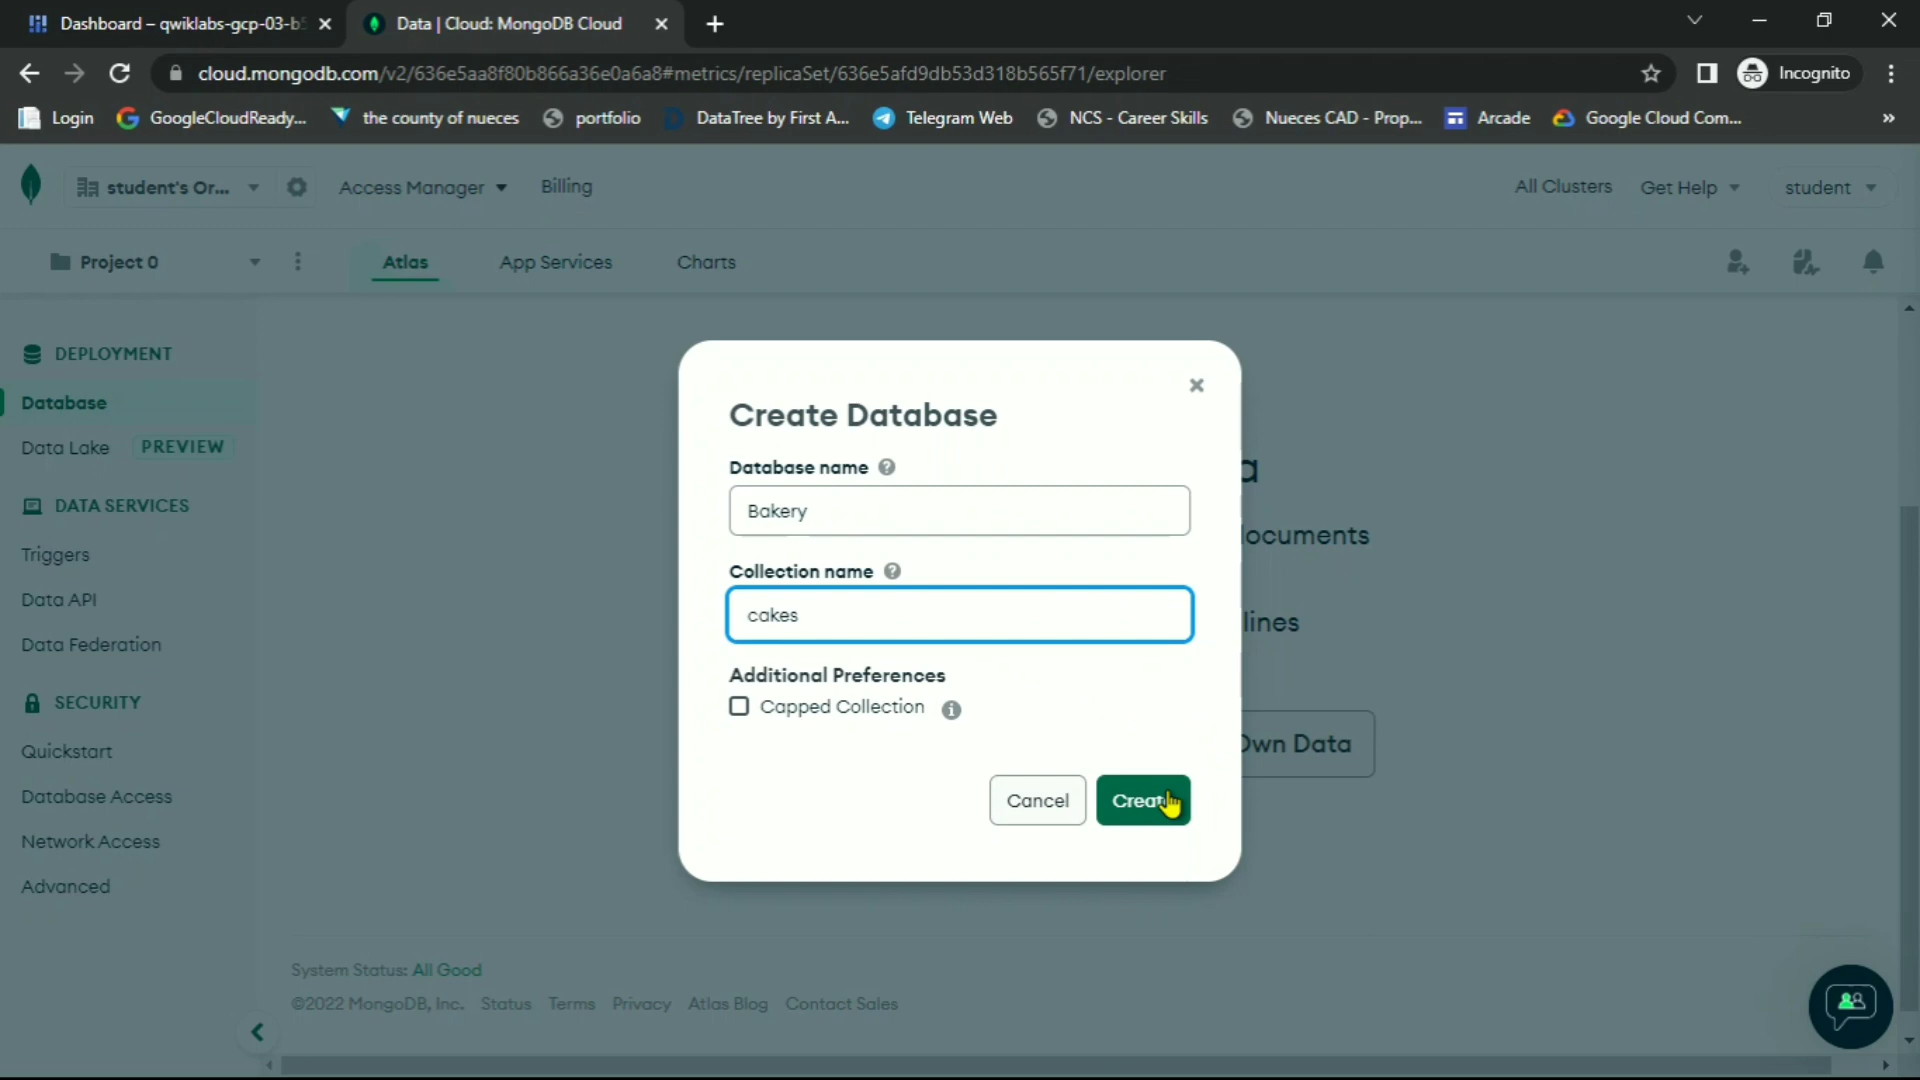 Dashboard – qwiklabs-gcp-03-b
Data | Cloud: MongoDB Cloud
cloud.mongodb.com/v2/636e5aa8f80b866a36e0a6a8#metrics/replicaSet/636e5afd9db53d318b565f71/explorer
Incognito
Login
GoogleCloudReady...
the county of nueces
portfolio
DataTree by First A...
Telegram Web
NCS - Career Skills
Nueces CAD - Prop...
Arcade
Google Cloud Com...
»
student's Or...
Access Manager
Billing
All Clusters
Get Help
student
Project 0
Atlas
App Services
Charts
DEPLOYMENT
Database
Data Lake PREVIEW
DATA SERVICES
Triggers
Data API
Data Federation
SECURITY
Quickstart
Database Access
Network Access
Advanced
Create Database
Database name
Bakery
Collection name
cakes
Additional Preferences
Capped Collection
Cancel
Creat
a
ocuments
lines
Own Data
System Status: All Good
©2022 MongoDB, Inc. Status Terms Privacy Atlas Blog Contact Sales